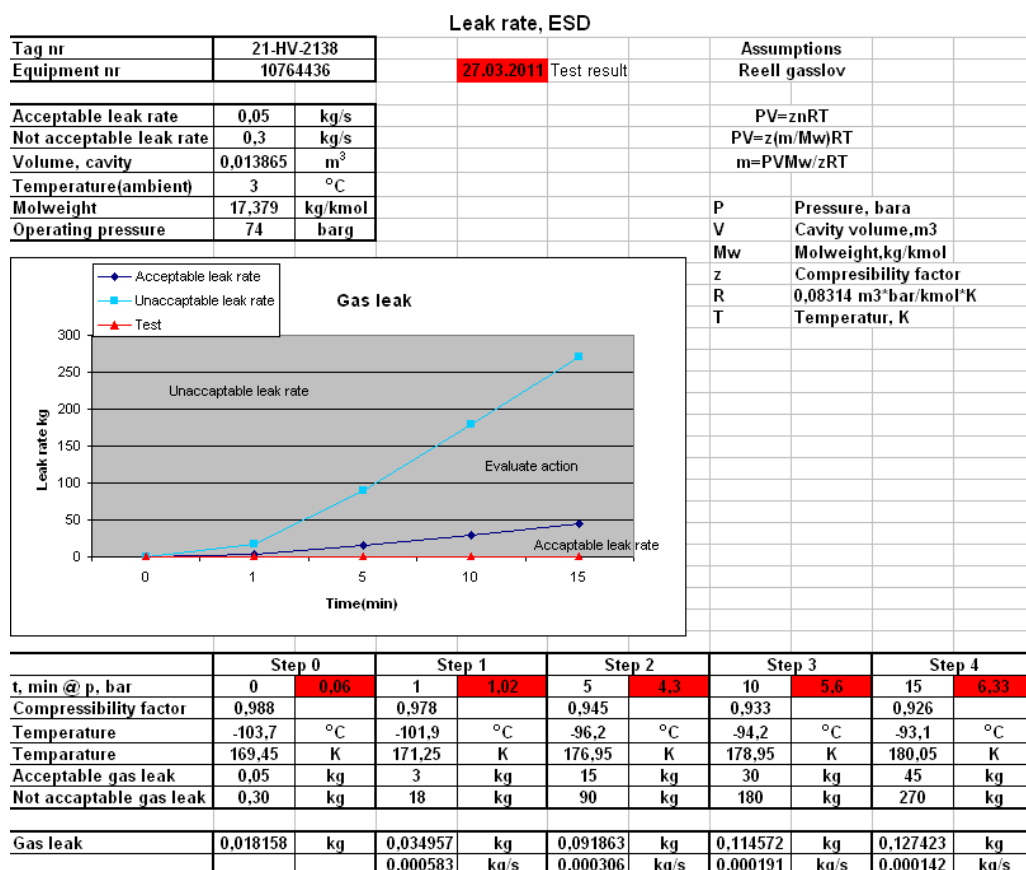 Leak rate, ESD
Tag nr 21-HV-2138 Assumptions
Equipment nr 10764436 27.03.2011 Test result Reell gasslov
Acceptable leak rate 0,05 kg/s PV=znRT
Not acceptable leak rate 0,3 kg/s PV=z(m/Mw)RT
Volume, cavity 0,013865 m³ m=PVMw/zRT
Temperature(ambient) 3 °C
Molweight 17,379 kg/kmol P Pressure, bara
Operating pressure 74 barg V Cavity volume,m3
Mw Molweight,kg/kmol
z Compresibility factor
R 0,08314 m3*bar/kmol*K
T Temperatur, K
Acceptable leak rate
Unaccaptable leak rate
Test
Gas leak
300
250
200
150
100
50
0
Leak rate kg
Unaccaptable leak rate
Evaluate action
Accaptable leak rate
0 1 5 10 15
Time(min)
Step 0 Step 1 Step 2 Step 3 Step 4
t, min @ p, bar 0 0,06 1 1,02 5 4,3 10 5,6 15 6,33
Compressibility factor 0,988 0,978 0,945 0,933 0,926
Temperature -103,7 °C -101,9 °C -96,2 °C -94,2 °C -93,1 °C
Temparature 169,45 K 171,25 K 176,95 K 178,95 K 180,05 K
Acceptable gas leak 0,05 kg 3 kg 15 kg 30 kg 45 kg
Not accaptable gas leak 0,30 kg 18 kg 90 kg 180 kg 270 kg
Gas leak 0,018158 kg 0,034957 kg 0,091863 kg 0,114572 kg 0,127423 kg
0,000583 kg/s 0,000306 kg/s 0,000191 kg/s 0,000142 kg/s